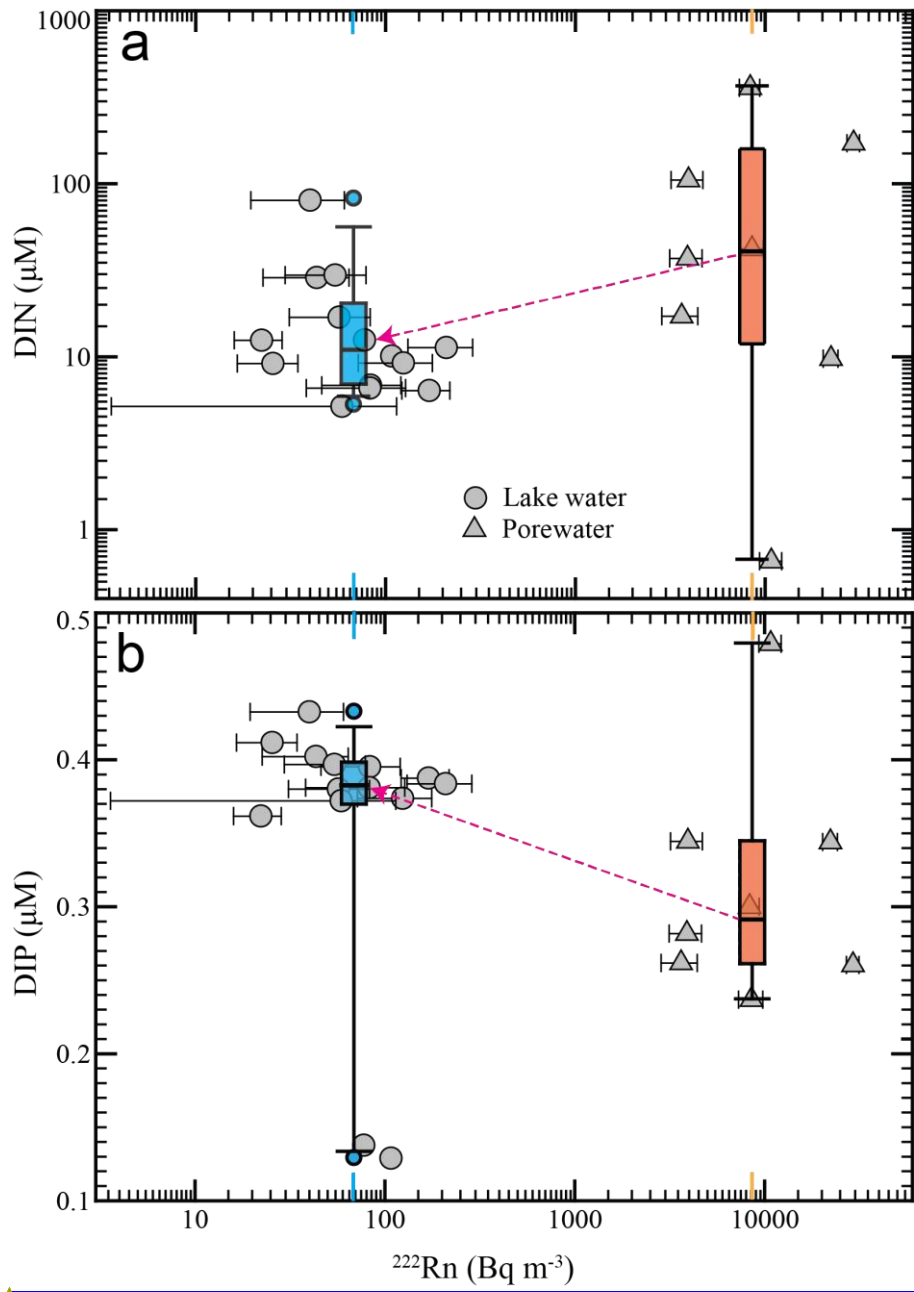 a
1000
100
10
1
DIN (μM)
Lake water
Porewater
b
0.5
0.4
0.3
0.2
0.1
DIP (μM)
10 100 1000 10000
²²²Rn (Bq m⁻³)